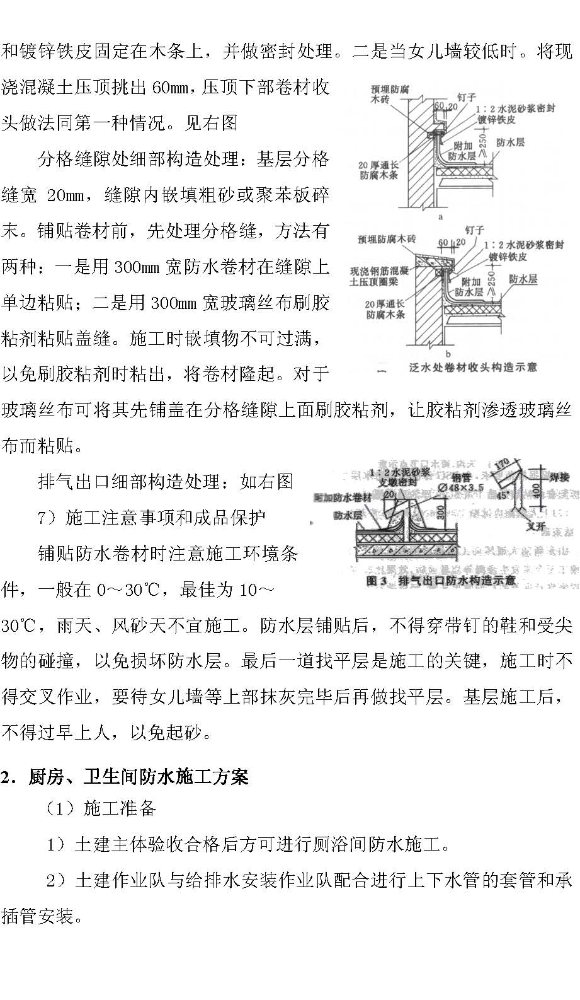 和镀锌铁皮固定在木条上，并做密封处理。二是当女儿墙较低时。将现
浇混凝土压顶挑出 60mm，压顶下部卷材收
头做法同第一种情况。见右图
预埋防腐
木砖
钉子
60 20
1：2水泥砂浆密封
镀锌铁皮
附加
防水层
≥250
防水层
20厚通长
防腐木条
a
分格缝隙处细部构造处理：基层分格
缝宽 20mm，缝隙内嵌填粗砂或聚苯板碎
末。铺贴卷材前，先处理分格缝，方法有
两种：一是用 300mm 宽防水卷材在缝隙上
单边粘贴；二是用 300mm 宽玻璃丝布刷胶
粘剂粘贴盖缝。施工时嵌填物不可过满，
以免刷胶粘剂时粘出，将卷材隆起。对于
预埋防腐木砖
钉子
60 20
1：2水泥砂浆密封
镀锌铁皮
现浇钢筋混凝
土压顶圈梁
附加
防水层
≥250
防水层
20厚通长
防腐木条
b
二 泛水处卷材收头构造示意
玻璃丝布可将其先铺盖在分格缝隙上面刷胶粘剂，让胶粘剂渗透玻璃丝
布而粘贴。
排气出口细部构造处理：如右图
7）施工注意事项和成品保护
铺贴防水卷材时注意施工环境条
件，一般在 0～30℃，最佳为 10～
1：2水泥砂浆
支墩密封
钢管
∅48×3.5
附加防水卷材
20
防水层
300
170
焊接
45°
400
叉开
图 3 排气出口防水构造示意
30℃，雨天、风砂天不宜施工。防水层铺贴后，不得穿带钉的鞋和受尖
物的碰撞，以免损坏防水层。最后一道找平层是施工的关键，施工时不
得交叉作业，要待女儿墙等上部抹灰完毕后再做找平层。基层施工后，
不得过早上人，以免起砂。
2．厨房、卫生间防水施工方案
（1）施工准备
1）土建主体验收合格后方可进行厕浴间防水施工。
2）土建作业队与给排水安装作业队配合进行上下水管的套管和承
插管安装。